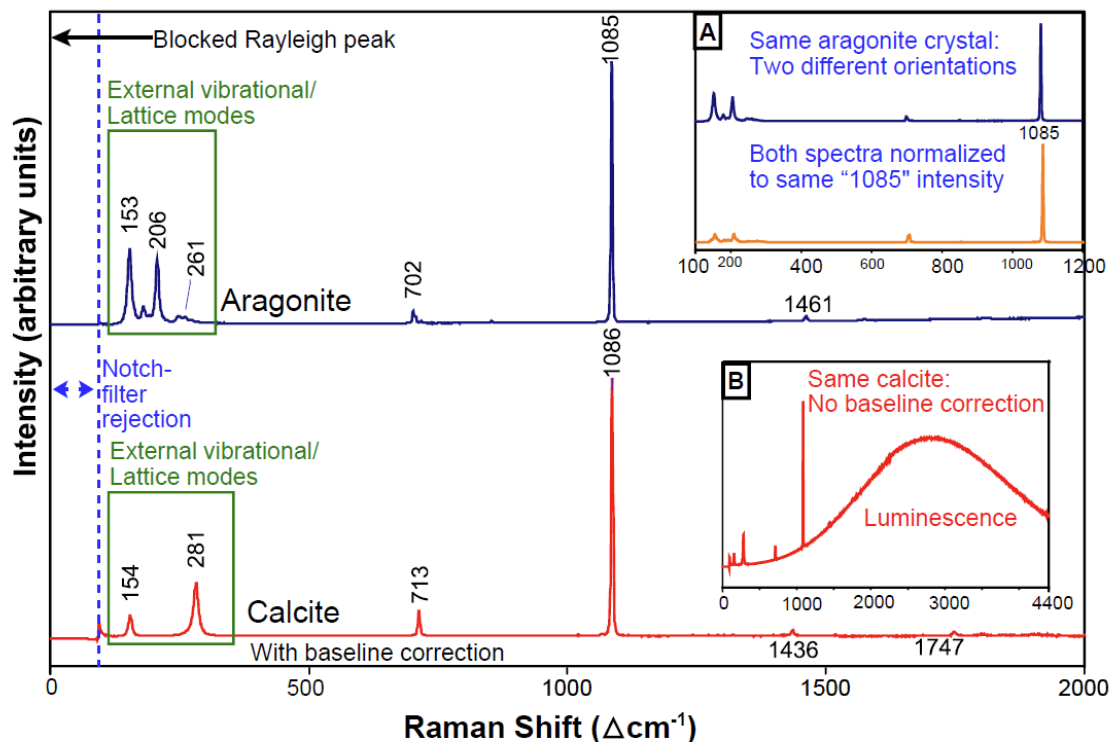 Blocked Rayleigh peak
External vibrational/
Lattice modes
153
206
261
Aragonite
702
1085
1461
A
Same aragonite crystal:
Two different orientations
1085
Both spectra normalized
to same “1085" intensity
100 200 400 600 800 1000 1200
Notch-
filter
rejection
External vibrational/
Lattice modes
154
281
Calcite
With baseline correction
713
1086
1436
1747
B
Same calcite:
No baseline correction
Luminescence
0 1000 2000 3000 4400
0 500 1000 1500 2000
Raman Shift (△cm⁻¹)
Intensity (arbitrary units)